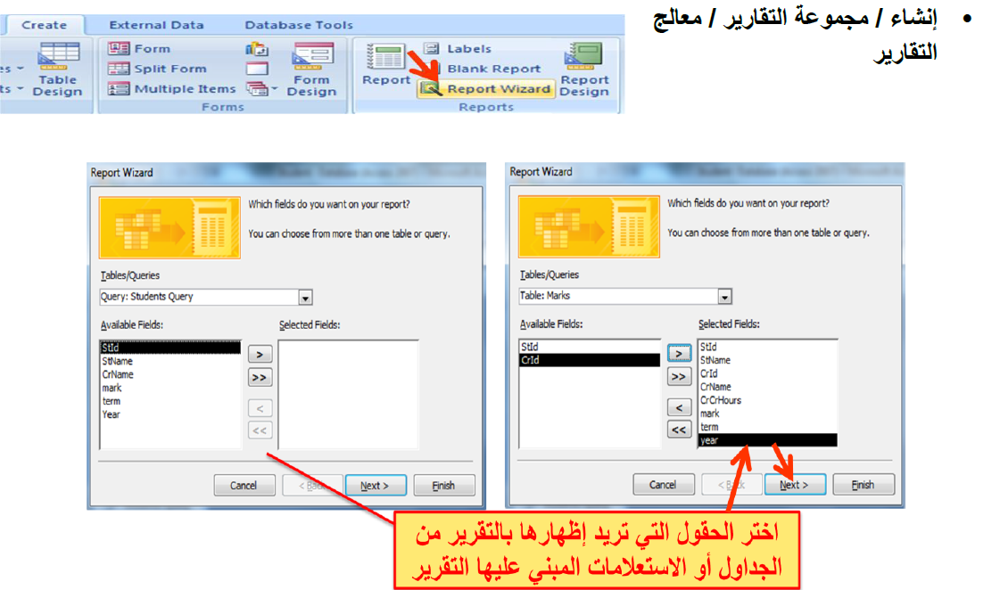 • إنشاء / مجموعة التقارير / معالج
التقارير
Create External Data Database Tools
Form
Split Form
Multiple Items
Table
Design
Form
Design
Forms
Report
Labels
Blank Report
Report Wizard
Report
Design
Reports
Report Wizard
Which fields do you want on your report?
You can choose from more than one table or query.
Tables/Queries
Query: Students Query
Available Fields:
Selected Fields:
StId
StName
CrName
mark
term
Year
>
>>
<
<<
Cancel
< Back
Next >
Finish
Report Wizard
Which fields do you want on your report?
You can choose from more than one table or query.
Tables/Queries
Table: Marks
Available Fields:
Selected Fields:
StId
CrId
>
>>
<
<<
StId
StName
CrId
CrName
CrCrHours
mark
term
year
Cancel
Next >
Finish
اختر الحقول التي تريد إظهارها بالتقرير من
الجداول أو الاستعلامات المبني عليها التقرير